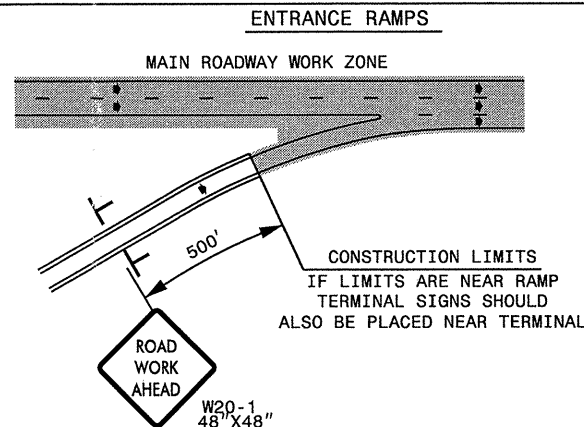 ENTRANCE RAMPS
MAIN ROADWAY WORK ZONE
500'
CONSTRUCTION LIMITS
IF LIMITS ARE NEAR RAMP
TERMINAL SIGNS SHOULD
ALSO BE PLACED NEAR TERMINAL
ROAD
WORK
AHEAD
W20-1
48"X48"